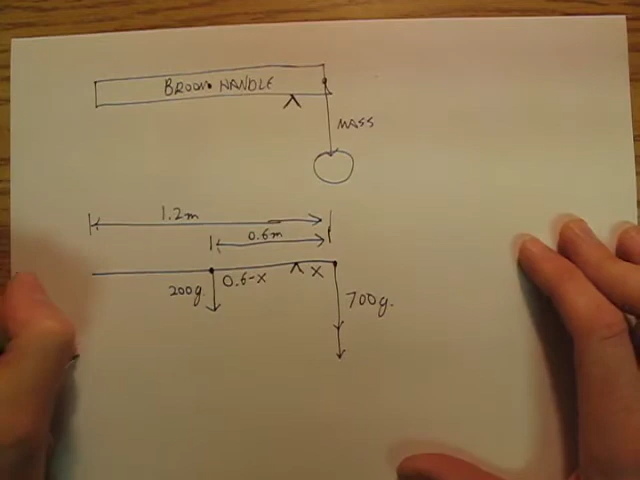 BROOM HANDLE
MASS
1.2m
0.6m
200g.
0.6-x
x
700g.